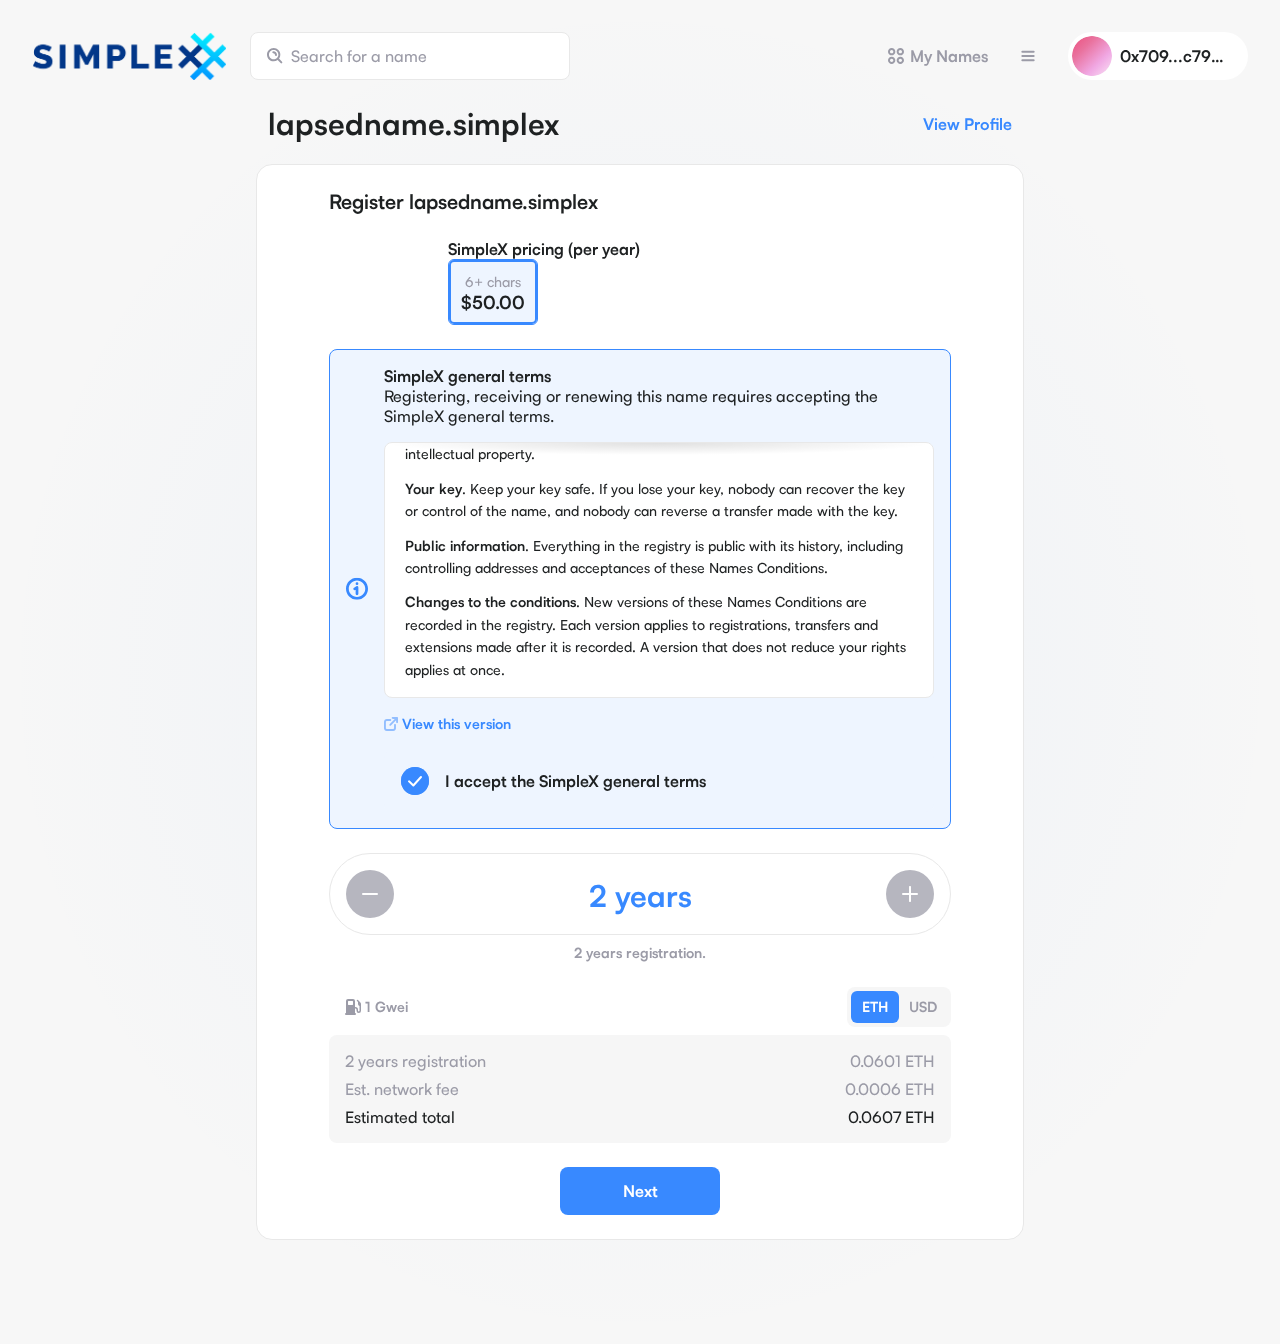 SIMPLEX
Search for a name
My Names
0x709...c79...
lapsedname.simplex
View Profile
Register lapsedname.simplex
SimpleX pricing (per year)
6+ chars
$50.00
SimpleX general terms
Registering, receiving or renewing this name requires accepting the
SimpleX general terms.
intellectual property.
Your key. Keep your key safe. If you lose your key, nobody can recover the key
or control of the name, and nobody can reverse a transfer made with the key.
Public information. Everything in the registry is public with its history, including
controlling addresses and acceptances of these Names Conditions.
Changes to the conditions. New versions of these Names Conditions are
recorded in the registry. Each version applies to registrations, transfers and
extensions made after it is recorded. A version that does not reduce your rights
applies at once.
View this version
I accept the SimpleX general terms
2 years
2 years registration.
1 Gwei
ETH USD
2 years registration 0.0601 ETH
Est. network fee 0.0006 ETH
Estimated total 0.0607 ETH
Next